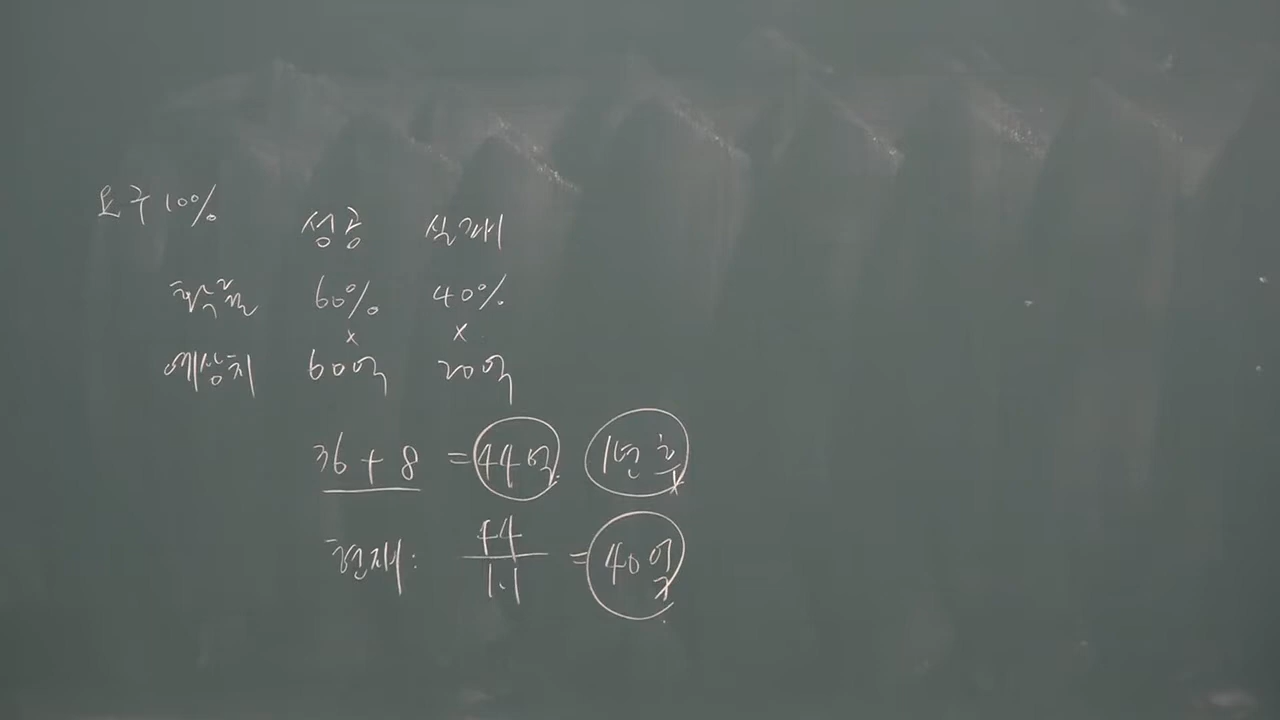 요구 10%
성공 실패
확률 60% 40%
× ×
예상치 60억 20억
36 + 8 = 44억 1년 후
현재: 44/1.1 = 40억